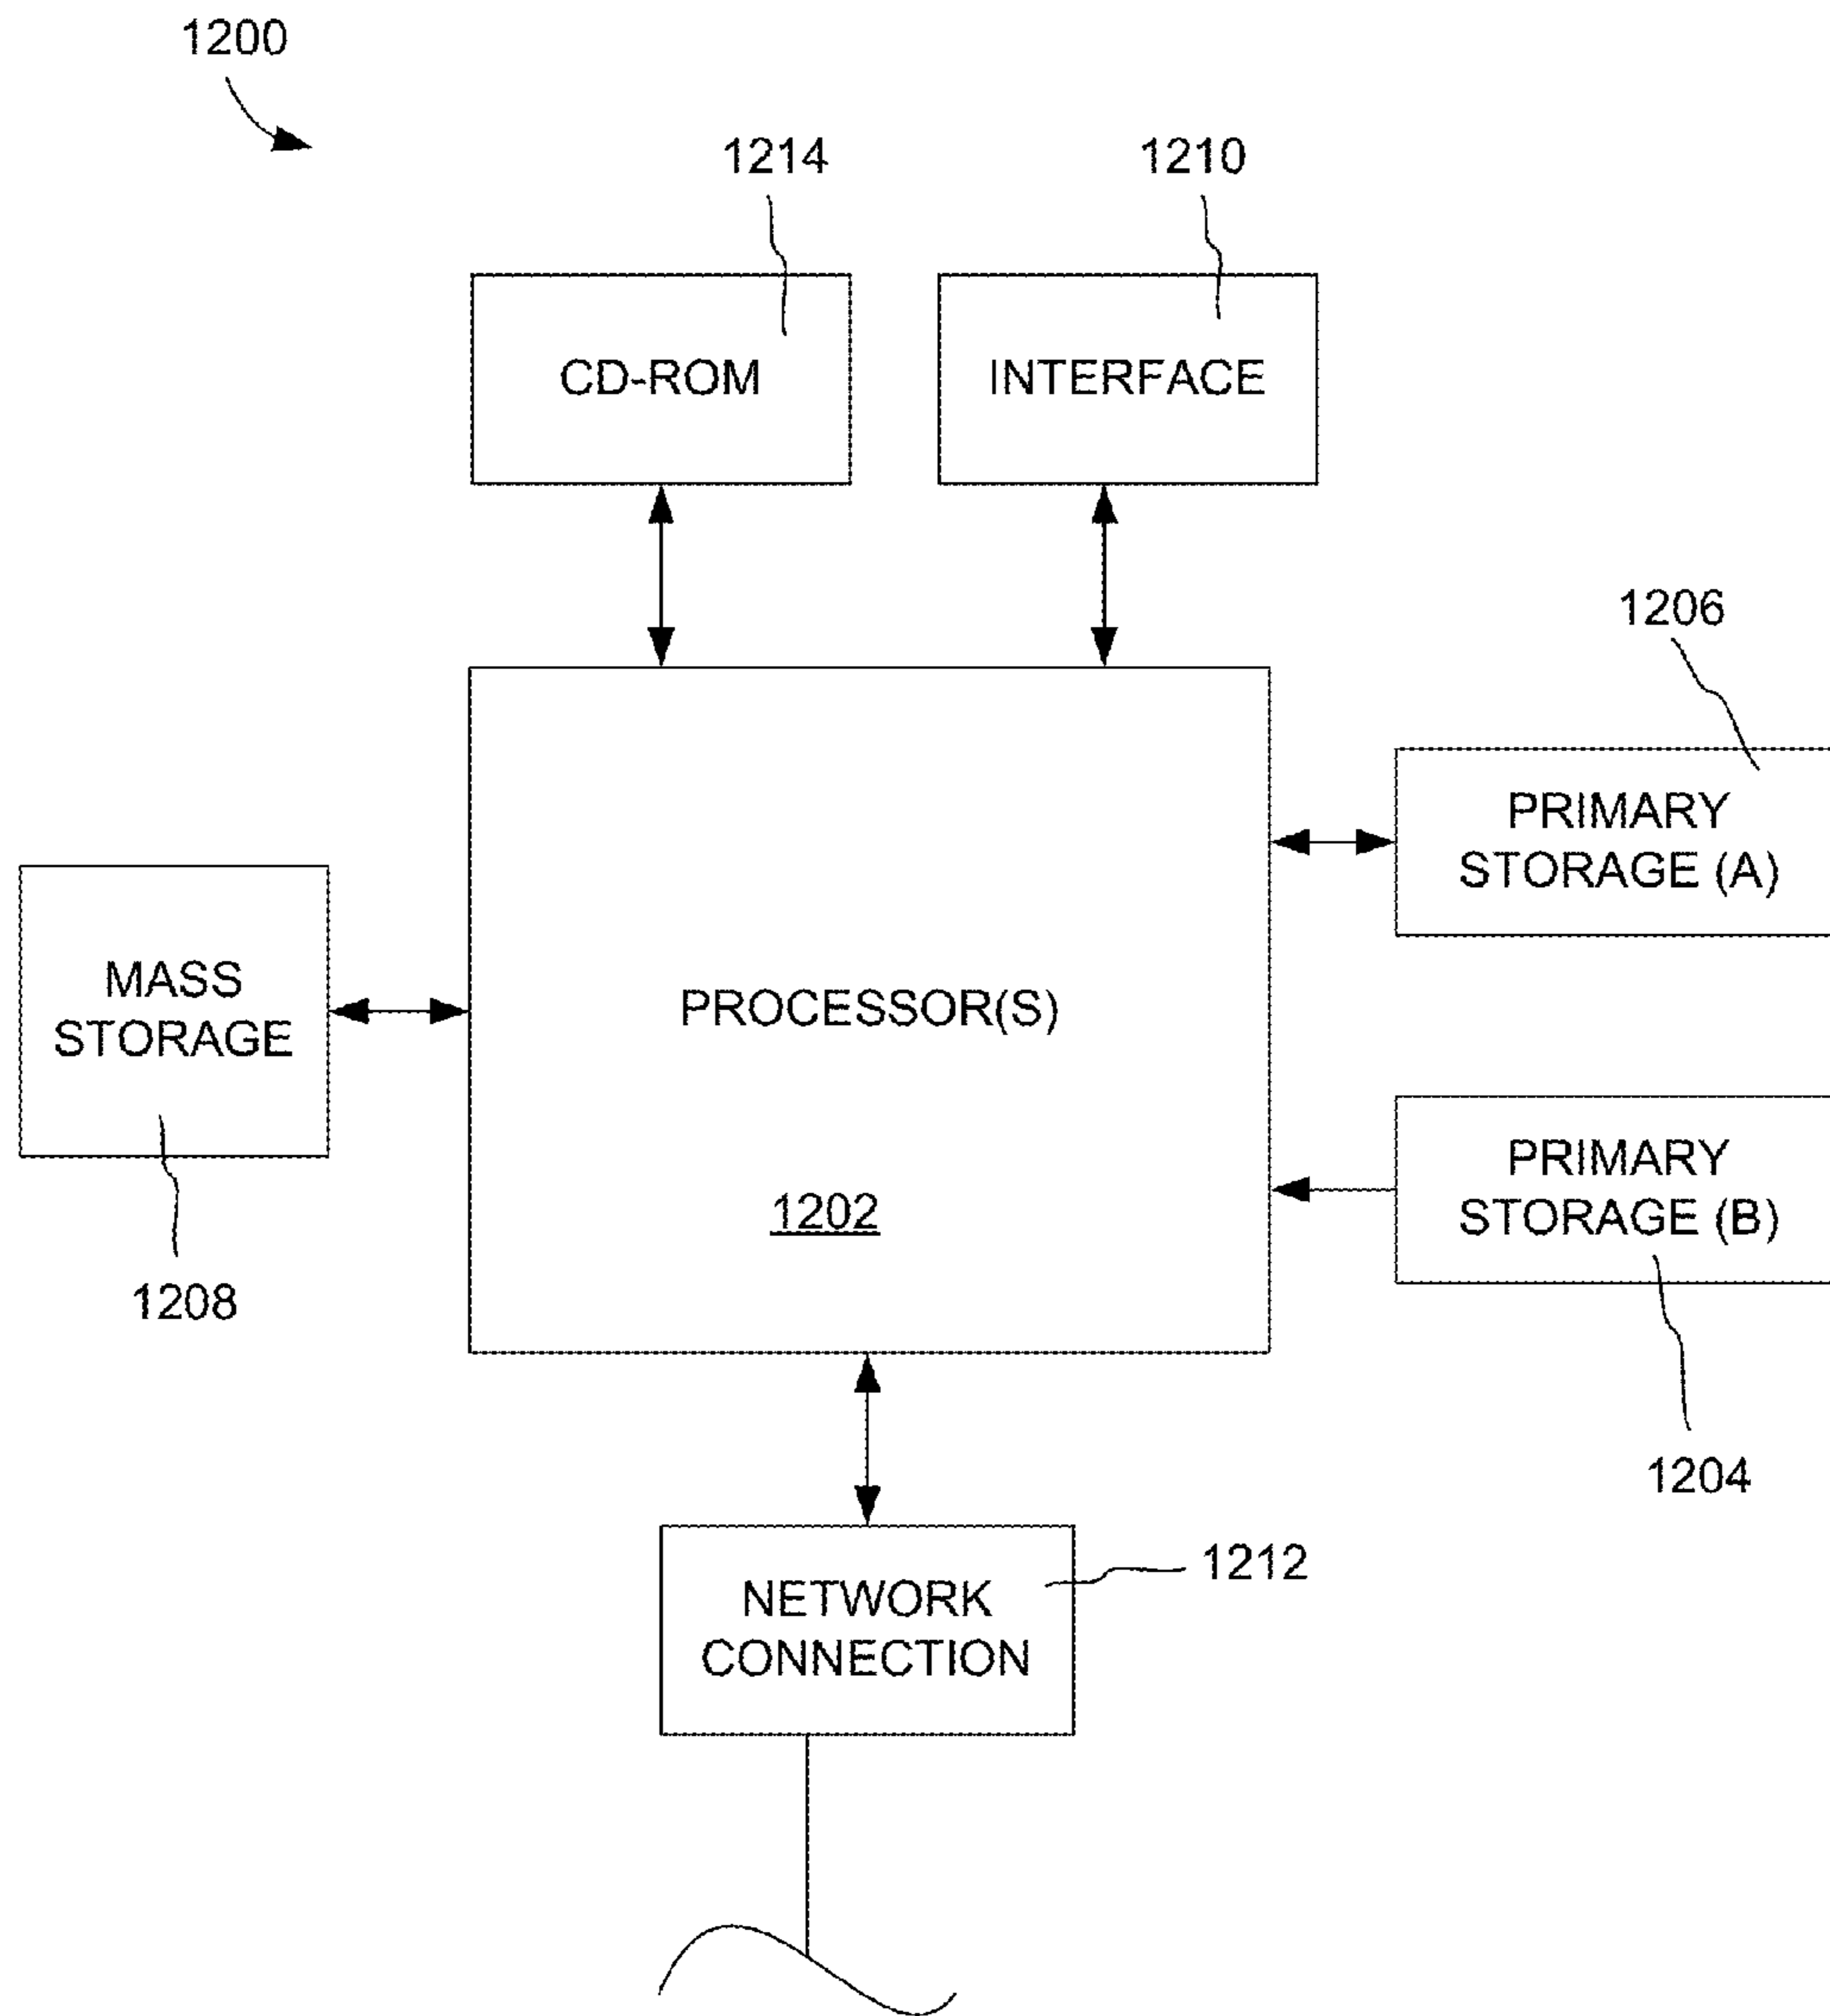 1200
1214
1210
CD-ROM
INTERFACE
1206
PRIMARY
STORAGE (A)
MASS
STORAGE
PROCESSOR(S)
1202
PRIMARY
STORAGE (B)
1208
1204
NETWORK
CONNECTION
1212